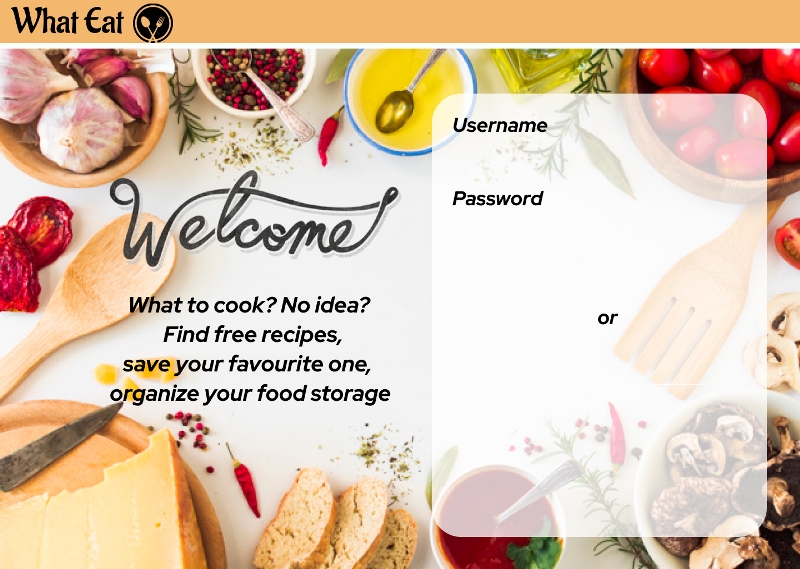 What Eat
Welcome
What to cook? No idea?
Find free recipes,
save your favourite one,
organize your food storage
Username
Password
or